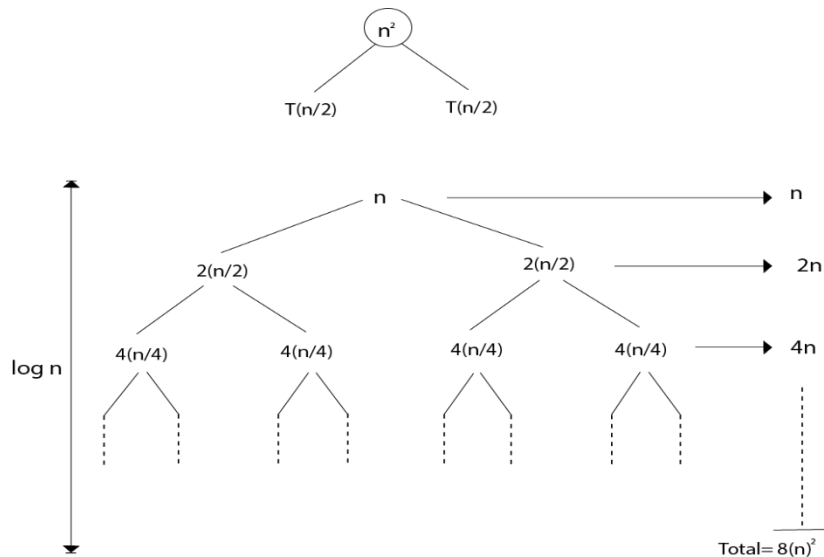 n²
T(n/2) T(n/2)
n n
2(n/2) 2(n/2) 2n
4(n/4) 4(n/4) 4(n/4) 4(n/4) 4n
log n
Total= 8(n)²